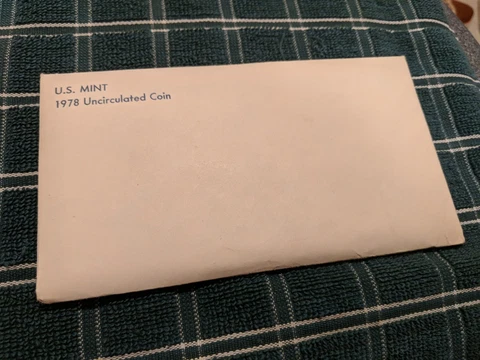 U.S. MINT
1978 Uncirculated Coin